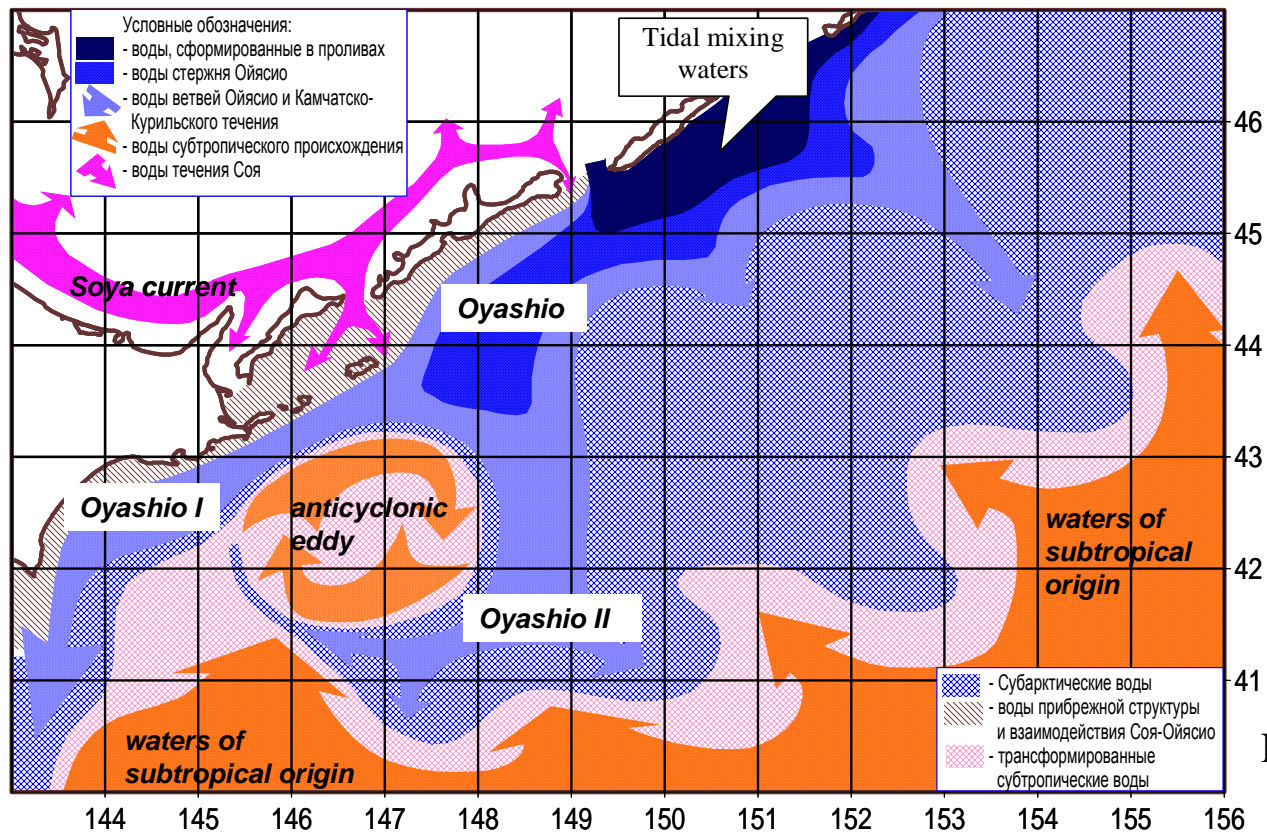 Условные обозначения:
- воды, сформированные в проливах
- воды стержня Ойясио
- воды ветвей Ойясио и Камчатско-
Курильского течения
- воды субтропического происхождения
- воды течения Соя
Tidal mixing
waters
46
45
44
43
42
41
Soya current
Oyashio
Oyashio I
anticyclonic
eddy
Oyashio II
waters of
subtropical
origin
waters of
subtropical origin
- Субарктические воды
- воды прибрежной структуры
и взаимодействия Соя-Ойясио
- трансформированные
субтропические воды
144 145 146 147 148 149 150 151 152 153 154 155 156